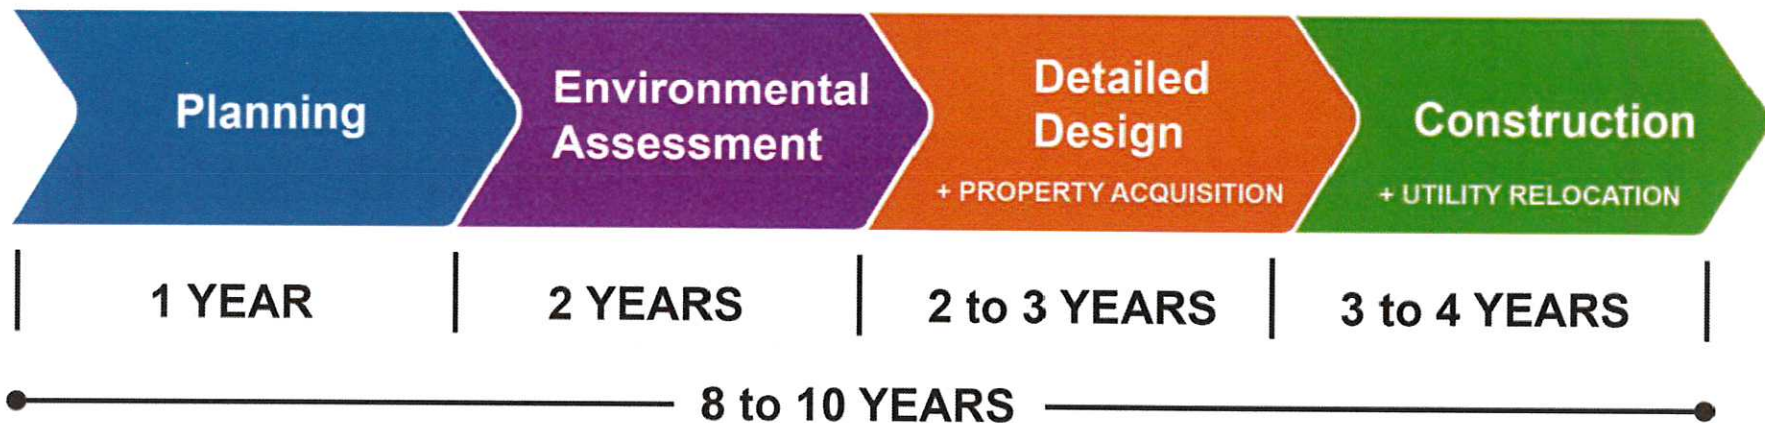 Planning
Environmental
Assessment
Detailed
Design
+ PROPERTY ACQUISITION
Construction
+ UTILITY RELOCATION
1 YEAR
2 YEARS
2 to 3 YEARS
3 to 4 YEARS
8 to 10 YEARS